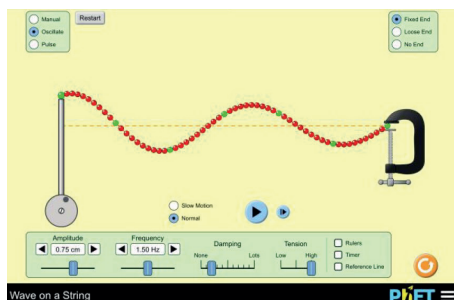 Manual
Oscillate
Pulse
Restart
Fixed End
Loose End
No End
Slow Motion
Normal
Amplitude
0.75 cm
Frequency
1.50 Hz
Damping
None
Lots
Tension
Low
High
Rulers
Timer
Reference Line
Wave on a String
PhET